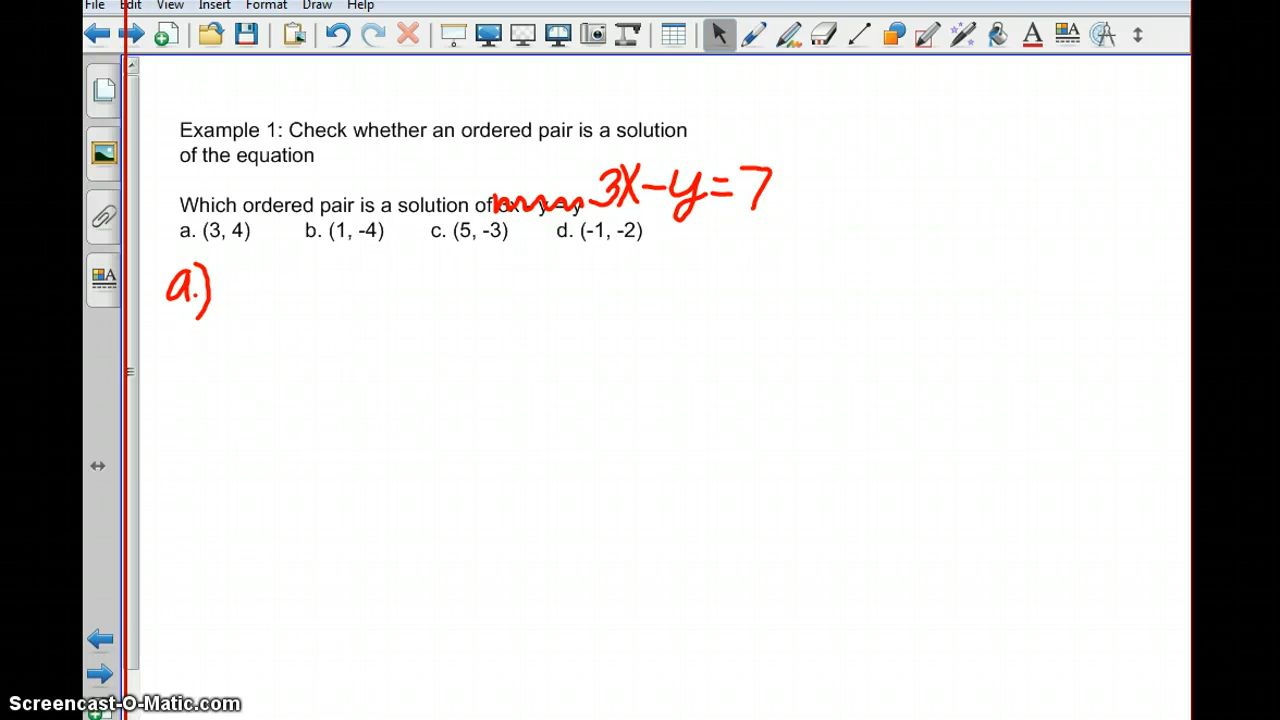 File Edit View Insert Format Draw Help
Example 1: Check whether an ordered pair is a solution
of the equation
3x-y=7
Which ordered pair is a solution of 3x - y = y
a. (3, 4) b. (1, -4) c. (5, -3) d. (-1, -2)
a.)
Screencast-O-Matic.com